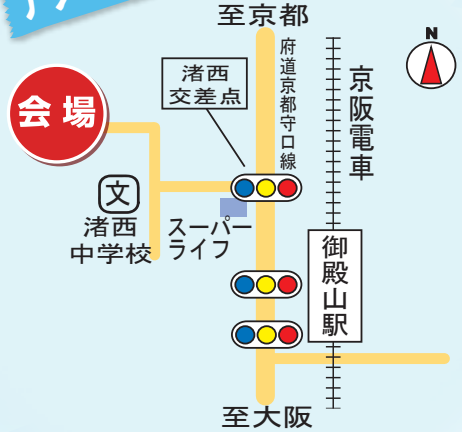 至京都
N
府道京都守口線
京阪電車
渚西
交差点
会場
文
渚西
中学校
スーパー
ライフ
御殿山駅
至大阪